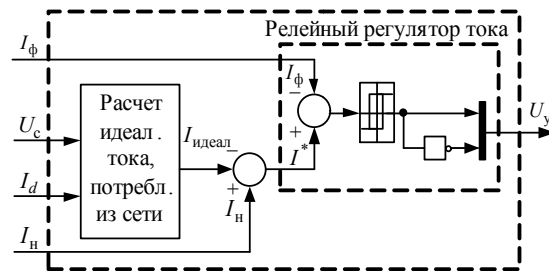 Релейный регулятор тока
Iф
Iф
−
+
Расчет
идеал.
тока,
потребл.
из сети
Uс
Iидеал
−
+
I*
Uу
Id
Iн
Iн